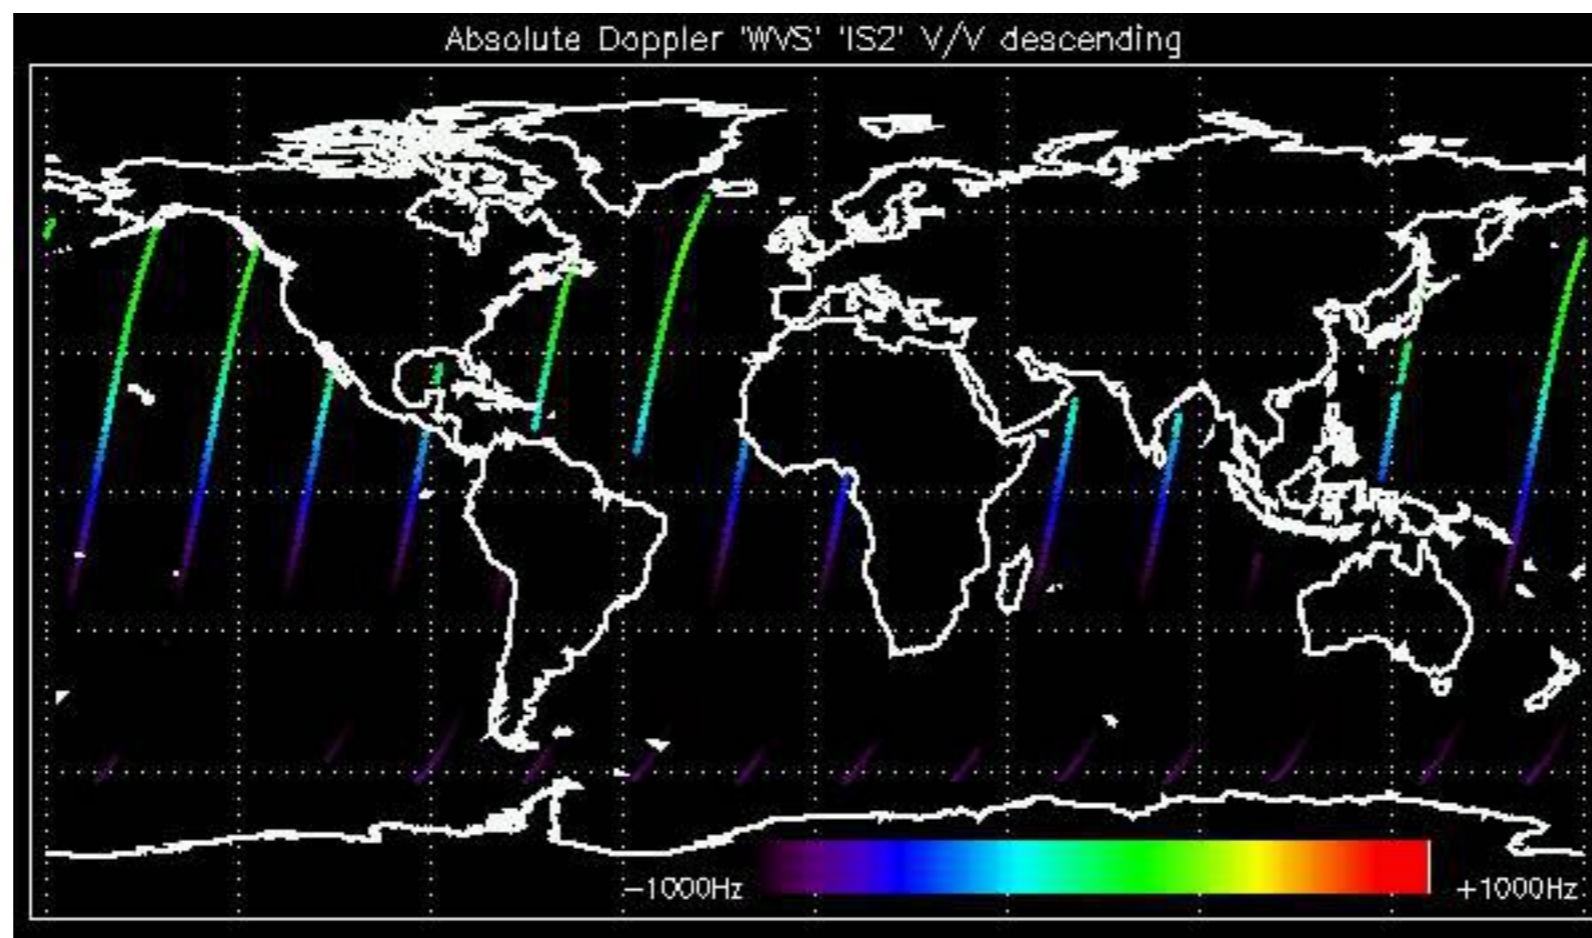 Absolute Doppler 'WVS' 'IS2' V/V descending
−1000Hz +1000Hz